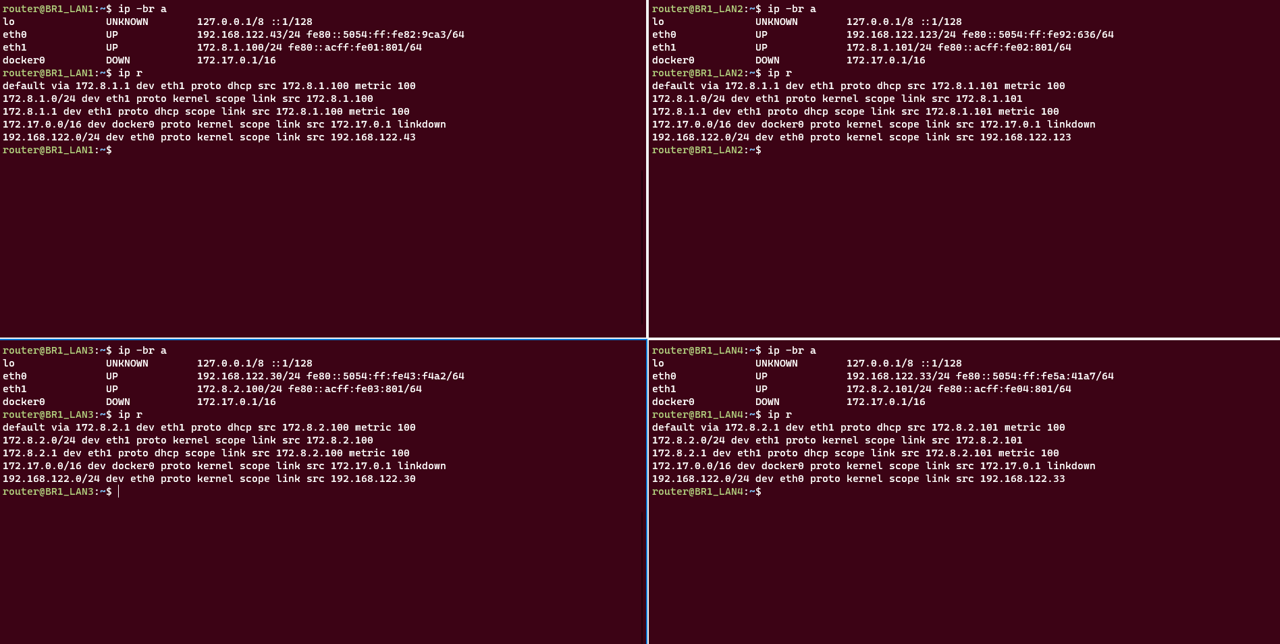 router@BR1_LAN1:~$ ip -br a
lo UNKNOWN 127.0.0.1/8 ::1/128
eth0 UP 192.168.122.43/24 fe80::5054:ff:fe82:9ca3/64
eth1 UP 172.8.1.100/24 fe80::acff:fe01:801/64
docker0 DOWN 172.17.0.1/16
router@BR1_LAN1:~$ ip r
default via 172.8.1.1 dev eth1 proto dhcp src 172.8.1.100 metric 100
172.8.1.0/24 dev eth1 proto kernel scope link src 172.8.1.100
172.8.1.1 dev eth1 proto dhcp scope link src 172.8.1.100 metric 100
172.17.0.0/16 dev docker0 proto kernel scope link src 172.17.0.1 linkdown
192.168.122.0/24 dev eth0 proto kernel scope link src 192.168.122.43
router@BR1_LAN1:~$
router@BR1_LAN2:~$ ip -br a
lo UNKNOWN 127.0.0.1/8 ::1/128
eth0 UP 192.168.122.123/24 fe80::5054:ff:fe92:636/64
eth1 UP 172.8.1.101/24 fe80::acff:fe02:801/64
docker0 DOWN 172.17.0.1/16
router@BR1_LAN2:~$ ip r
default via 172.8.1.1 dev eth1 proto dhcp src 172.8.1.101 metric 100
172.8.1.0/24 dev eth1 proto kernel scope link src 172.8.1.101
172.8.1.1 dev eth1 proto dhcp scope link src 172.8.1.101 metric 100
172.17.0.0/16 dev docker0 proto kernel scope link src 172.17.0.1 linkdown
192.168.122.0/24 dev eth0 proto kernel scope link src 192.168.122.123
router@BR1_LAN2:~$
router@BR1_LAN3:~$ ip -br a
lo UNKNOWN 127.0.0.1/8 ::1/128
eth0 UP 192.168.122.30/24 fe80::5054:ff:fe43:f4a2/64
eth1 UP 172.8.2.100/24 fe80::acff:fe03:801/64
docker0 DOWN 172.17.0.1/16
router@BR1_LAN3:~$ ip r
default via 172.8.2.1 dev eth1 proto dhcp src 172.8.2.100 metric 100
172.8.2.0/24 dev eth1 proto kernel scope link src 172.8.2.100
172.8.2.1 dev eth1 proto dhcp scope link src 172.8.2.100 metric 100
172.17.0.0/16 dev docker0 proto kernel scope link src 172.17.0.1 linkdown
192.168.122.0/24 dev eth0 proto kernel scope link src 192.168.122.30
router@BR1_LAN3:~$
router@BR1_LAN4:~$ ip -br a
lo UNKNOWN 127.0.0.1/8 ::1/128
eth0 UP 192.168.122.33/24 fe80::5054:ff:fe5a:41a7/64
eth1 UP 172.8.2.101/24 fe80::acff:fe04:801/64
docker0 DOWN 172.17.0.1/16
router@BR1_LAN4:~$ ip r
default via 172.8.2.1 dev eth1 proto dhcp src 172.8.2.101 metric 100
172.8.2.0/24 dev eth1 proto kernel scope link src 172.8.2.101
172.8.2.1 dev eth1 proto dhcp scope link src 172.8.2.101 metric 100
172.17.0.0/16 dev docker0 proto kernel scope link src 172.17.0.1 linkdown
192.168.122.0/24 dev eth0 proto kernel scope link src 192.168.122.33
router@BR1_LAN4:~$